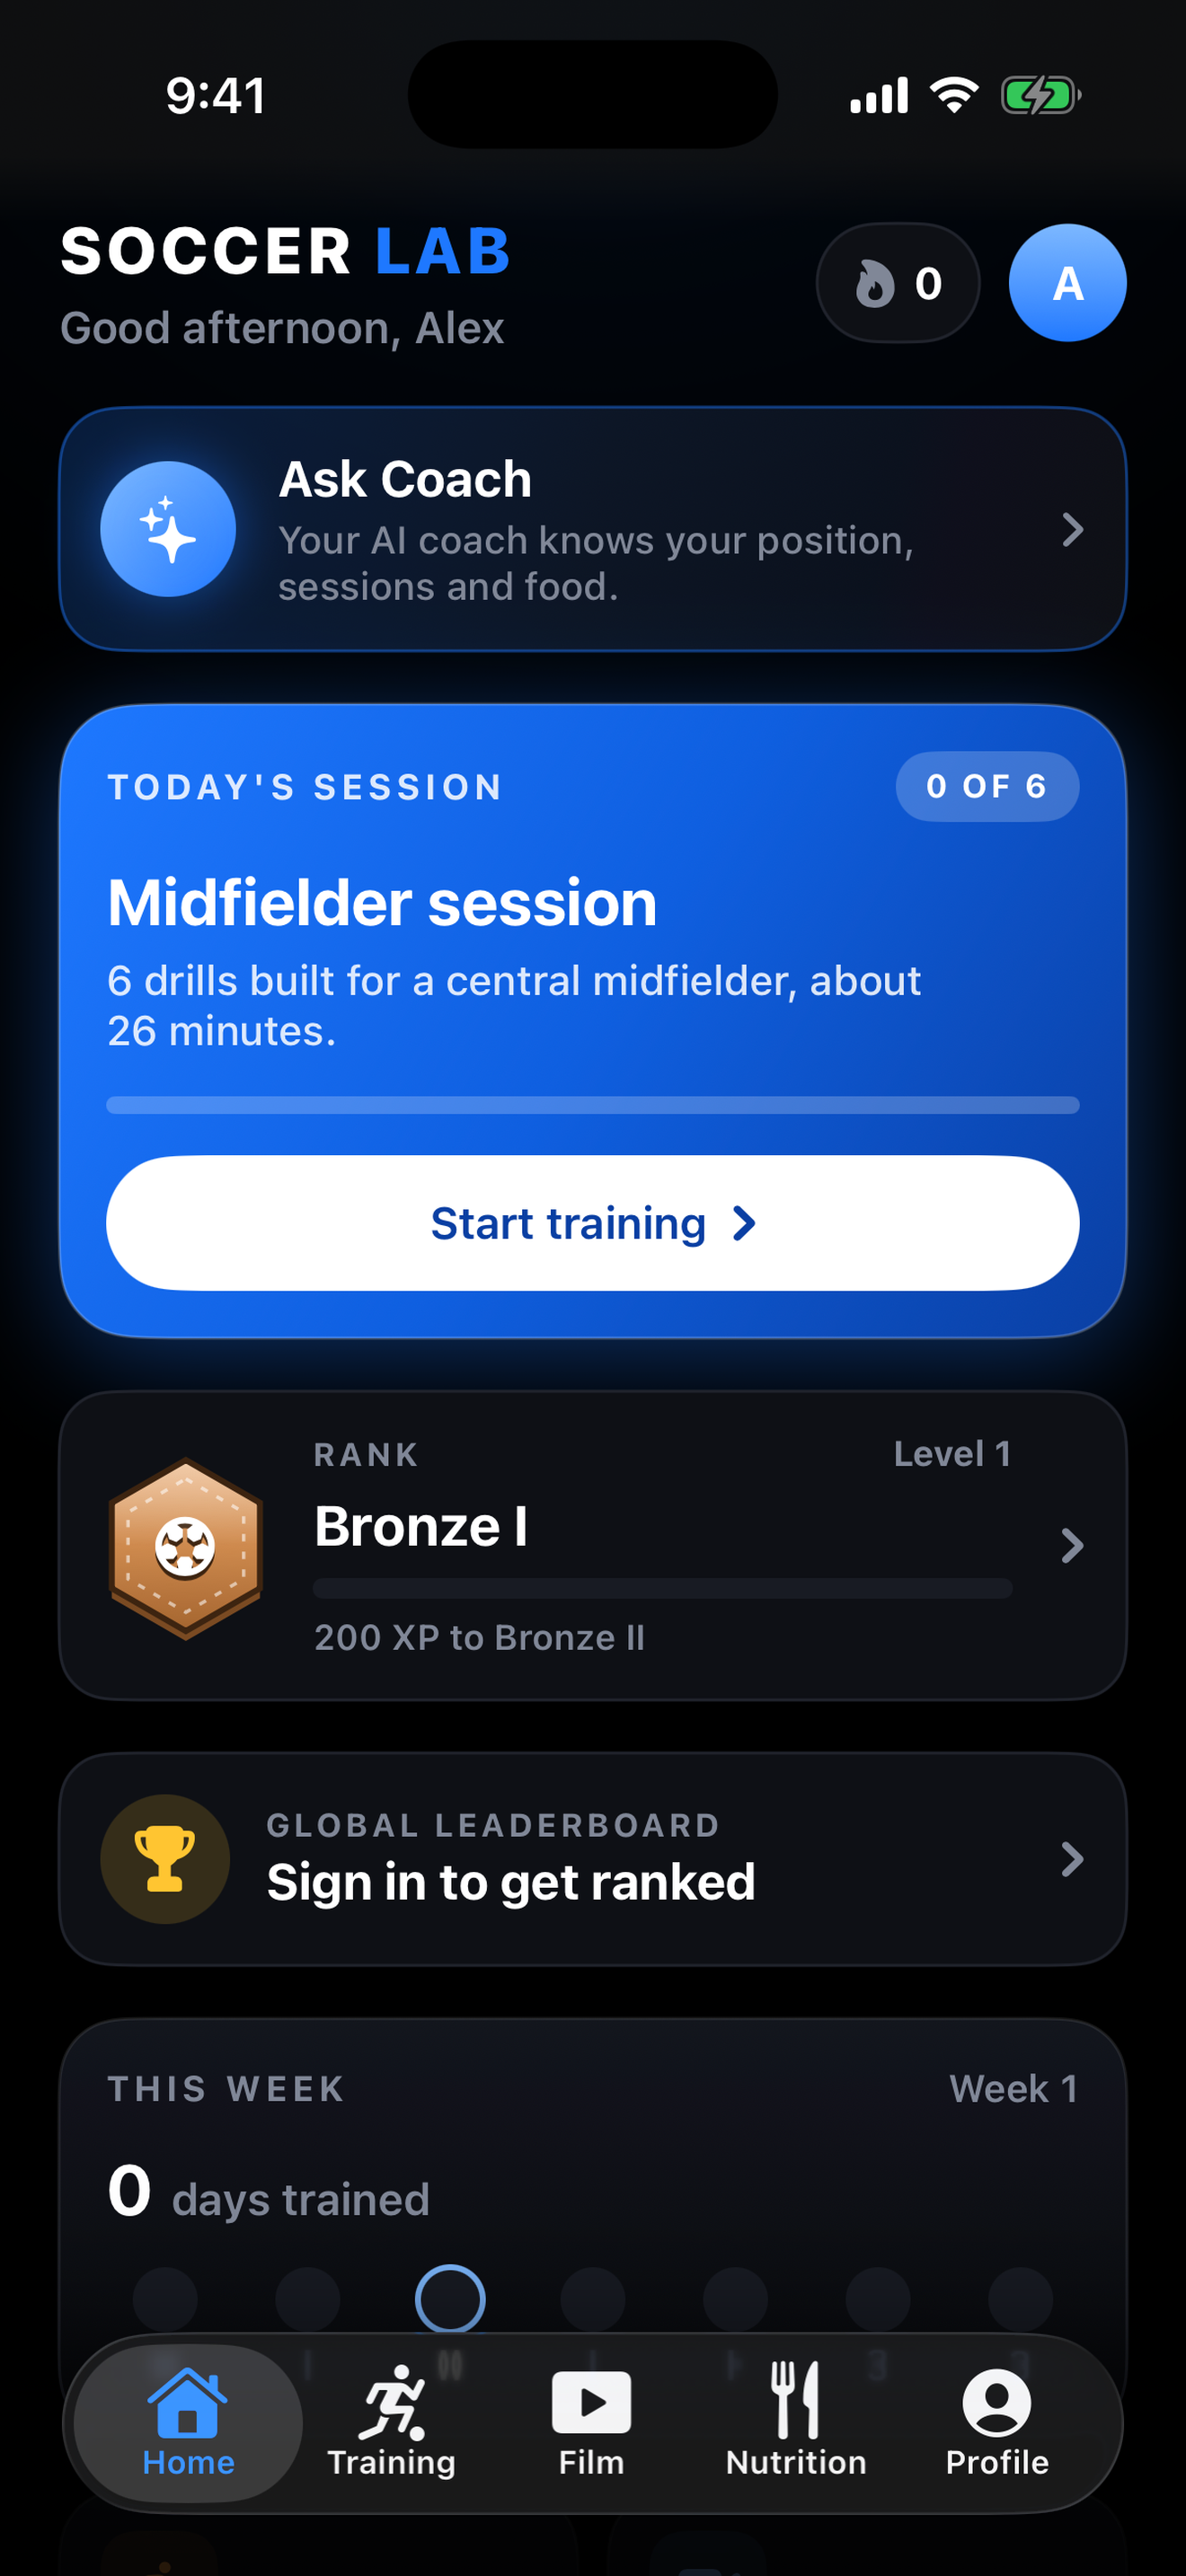 9:41
SOCCER LAB
Good afternoon, Alex
0
A
Ask Coach
Your AI coach knows your position,
sessions and food.
TODAY'S SESSION
0 OF 6
Midfielder session
6 drills built for a central midfielder, about
26 minutes.
Start training
RANK
Level 1
Bronze I
200 XP to Bronze II
GLOBAL LEADERBOARD
Sign in to get ranked
THIS WEEK
Week 1
0 days trained
Home
Training
Film
Nutrition
Profile